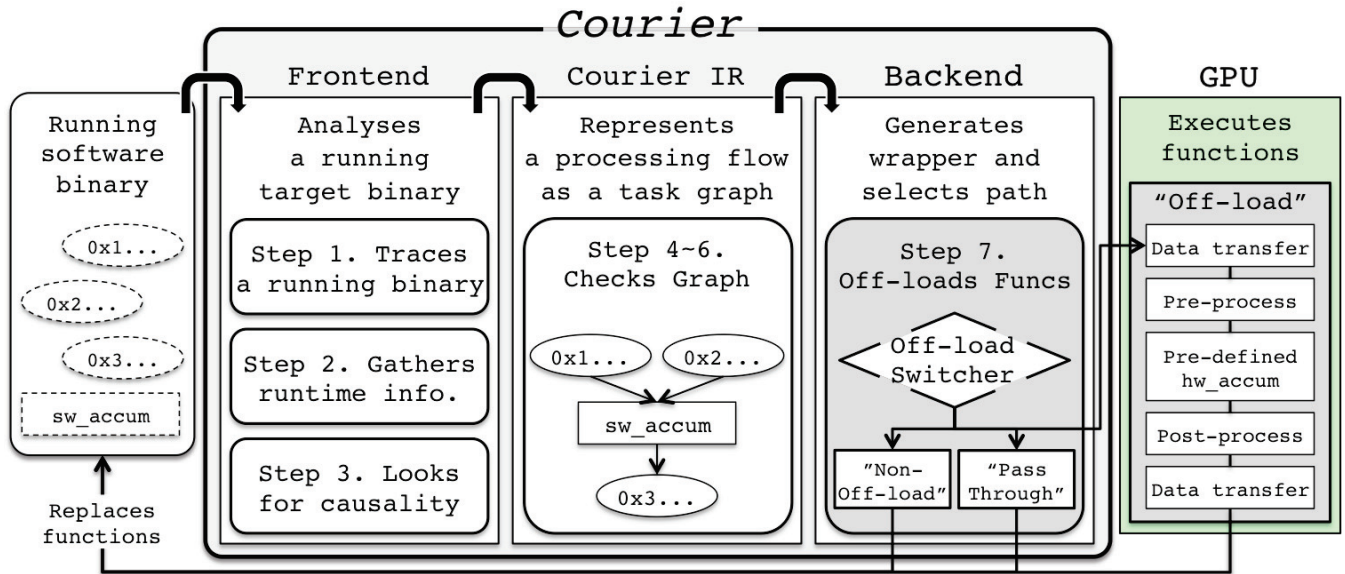 Courier
Running
software
binary
0x1...
0x2...
0x3...
sw_accum
Replaces
functions
Frontend
Analyses
a running
target binary
Step 1. Traces
a running binary
Step 2. Gathers
runtime info.
Step 3. Looks
for causality
Courier IR
Represents
a processing flow
as a task graph
Step 4~6.
Checks Graph
0x1...
0x2...
sw_accum
0x3...
Backend
Generates
wrapper and
selects path
Step 7.
Off-loads Funcs
Off-load
Switcher
”Non-
Off-load”
“Pass
Through”
GPU
Executes
functions
“Off-load”
Data transfer
Pre-process
Pre-defined
hw_accum
Post-process
Data transfer